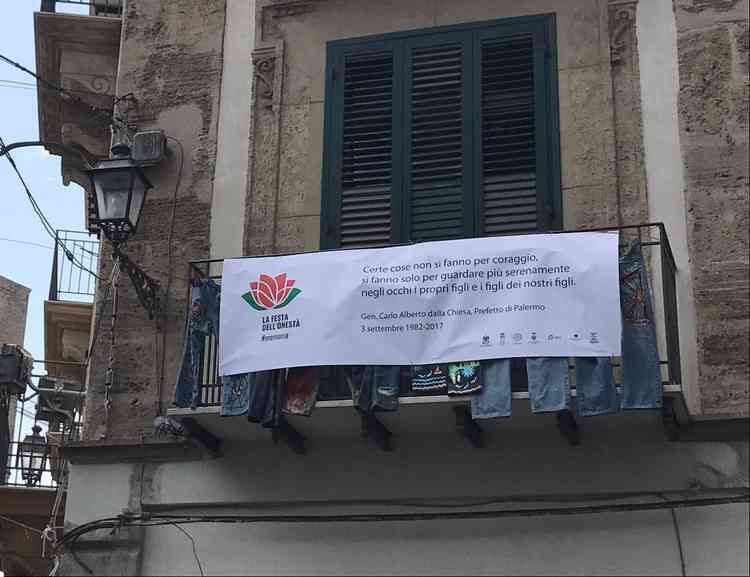 Certe cose non si fanno per coraggio,
si fanno solo per guardare più serenamente
negli occhi i propri figli e i figli dei nostri figli.
Gen. Carlo Alberto dalla Chiesa, Prefetto di Palermo
3 settembre 1982-2017
LA FESTA
DELL'ONESTÀ
#memoria